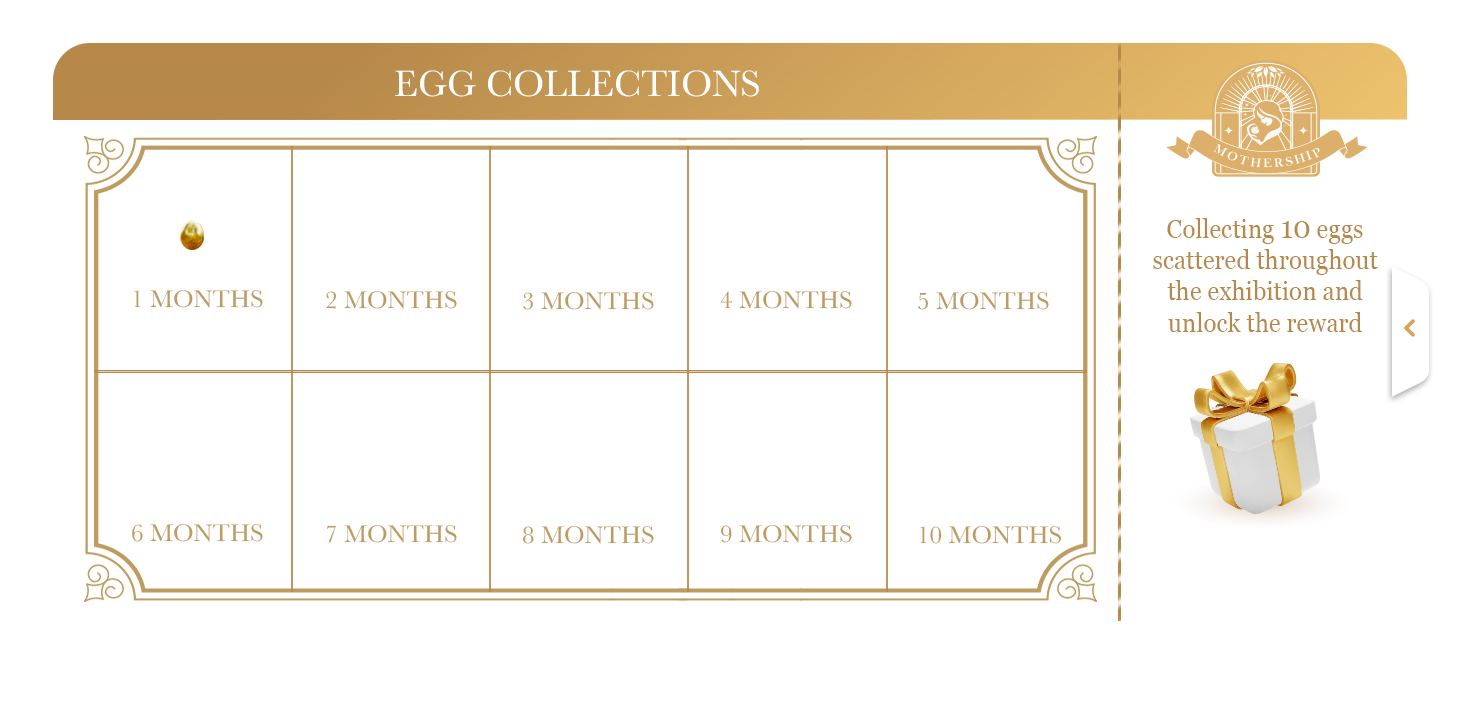 EGG COLLECTIONS
MOTHERSHIP
1 MONTHS
2 MONTHS
3 MONTHS
4 MONTHS
5 MONTHS
6 MONTHS
7 MONTHS
8 MONTHS
9 MONTHS
10 MONTHS
Collecting 10 eggs
scattered throughout
the exhibition and
unlock the reward